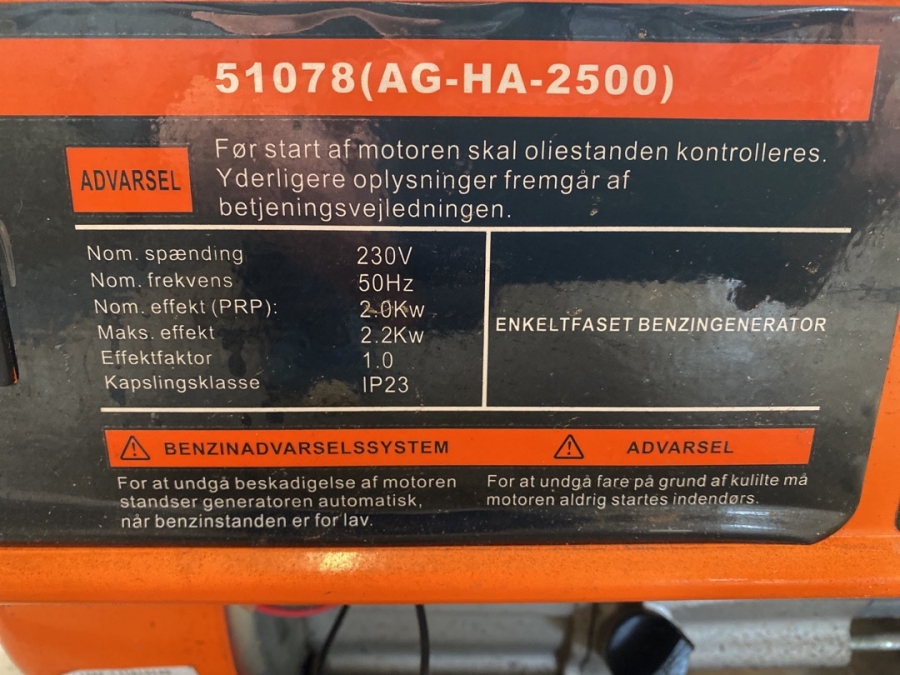 51078(AG-HA-2500)
ADVARSEL
Før start af motoren skal oliestanden kontrolleres.
Yderligere oplysninger fremgår af
betjeningsvejledningen.
Nom. spænding 230V
Nom. frekvens 50Hz
Nom. effekt (PRP): 2.0Kw
Maks. effekt 2.2Kw
Effektfaktor 1.0
Kapslingsklasse IP23
ENKELTFASET BENZINGENERATOR
BENZINADVARSELSSYSTEM
For at undgå beskadigelse af motoren
standser generatoren automatisk,
når benzinstanden er for lav.
ADVARSEL
For at undgå fare på grund af kulilte må
motoren aldrig startes indendørs.